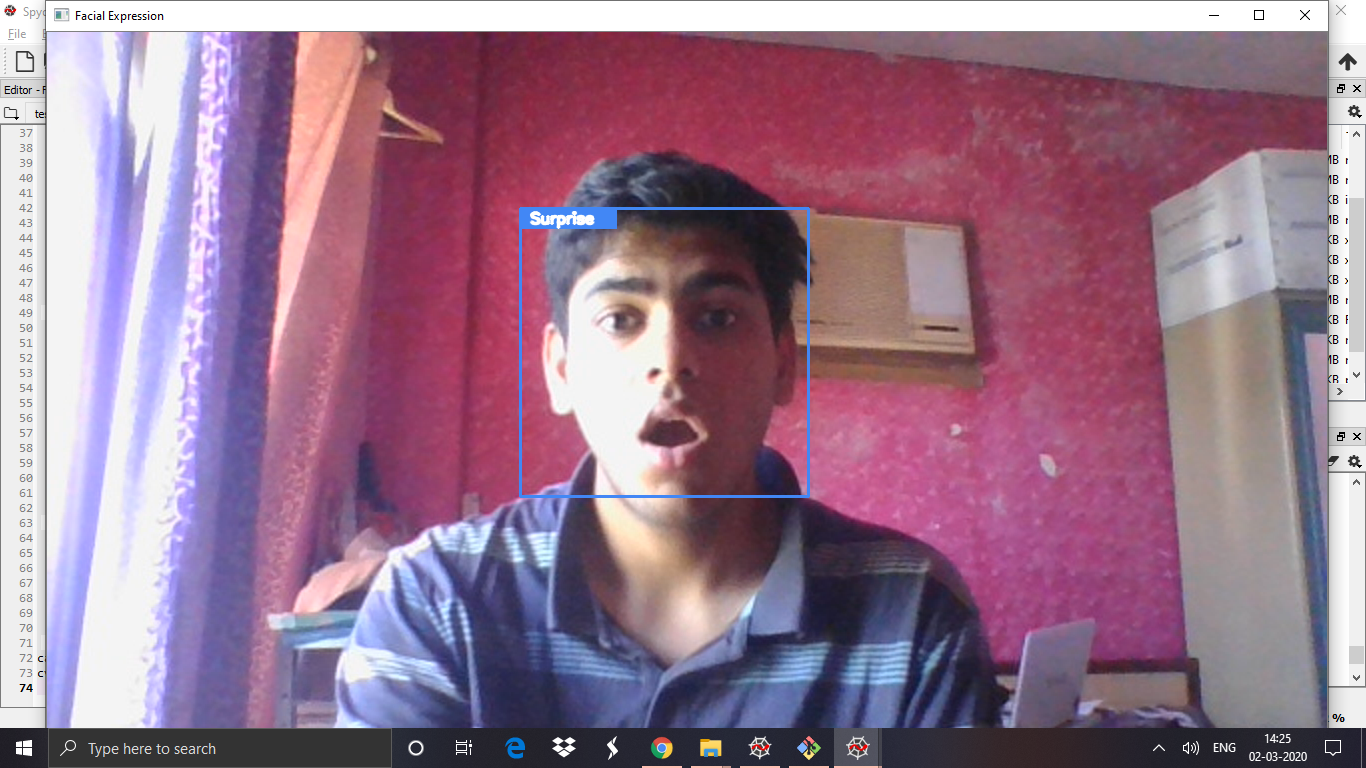 Spy
Facial Expression
File
Editor - F
te
37
38
39
40
41
42
43
44
45
46
47
48
49
50
51
52
53
54
55
56
57
58
59
60
61
62
63
64
65
66
67
68
69
70
71
72 c
73 c
74
Surprise
MB r
MB r
KB i
MB r
KB x
KB x
KB x
MB r
KB F
KB r
MB r
%
Type here to search
ENG
14:25
02-03-2020